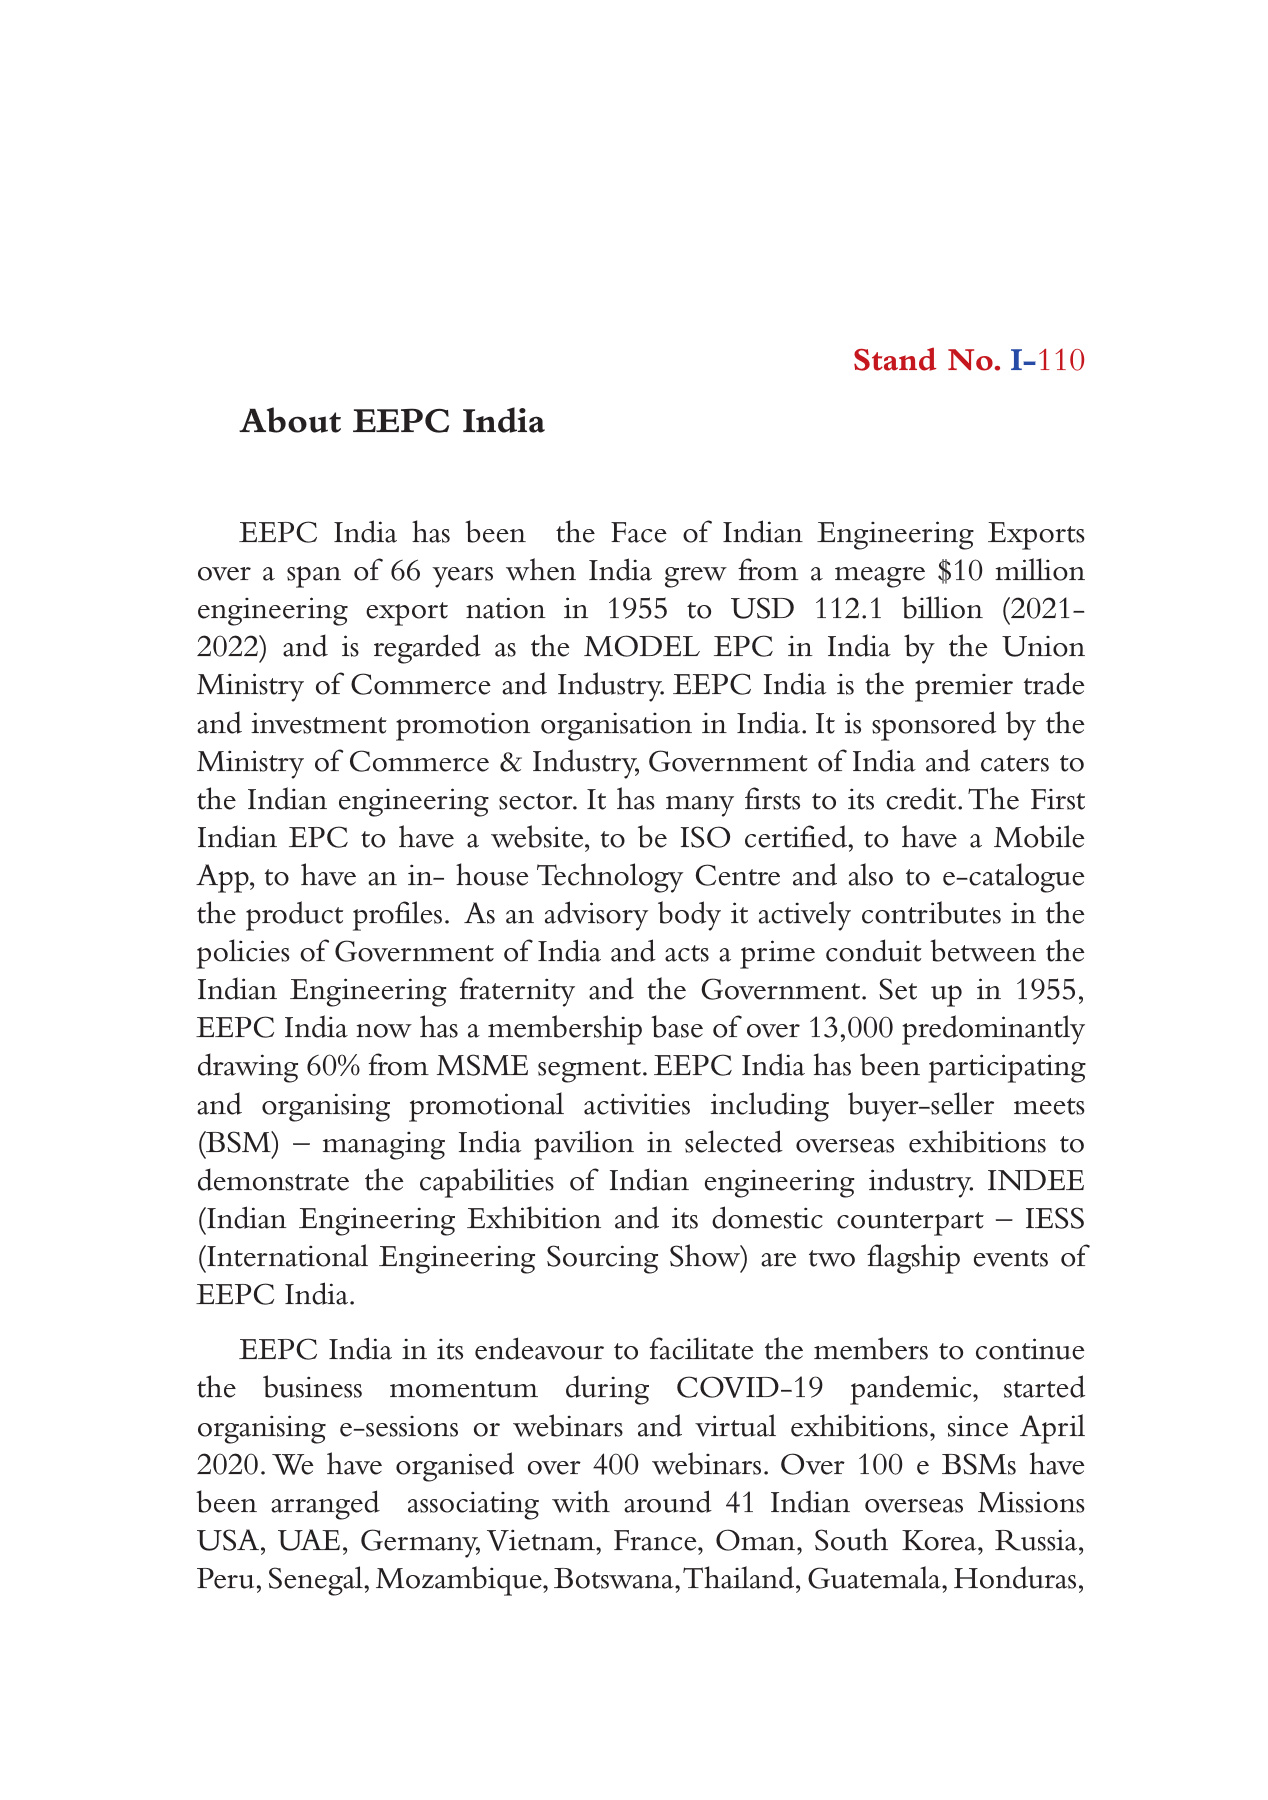 Stand No. I-110
About EEPC India
EEPC India has been the Face of Indian Engineering Exports
over a span of 66 years when India grew from a meagre $10 million
engineering export nation in 1955 to USD 112.1 billion (2021-
2022) and is regarded as the MODEL EPC in India by the Union
Ministry of Commerce and Industry. EEPC India is the premier trade
and investment promotion organisation in India. It is sponsored by the
Ministry of Commerce & Industry, Government of India and caters to
the Indian engineering sector. It has many firsts to its credit. The First
Indian EPC to have a website, to be ISO certified, to have a Mobile
App, to have an in- house Technology Centre and also to e-catalogue
the product profiles. As an advisory body it actively contributes in the
policies of Government of India and acts a prime conduit between the
Indian Engineering fraternity and the Government. Set up in 1955,
EEPC India now has a membership base of over 13,000 predominantly
drawing 60% from MSME segment. EEPC India has been participating
and organising promotional activities including buyer-seller meets
(BSM) – managing India pavilion in selected overseas exhibitions to
demonstrate the capabilities of Indian engineering industry. INDEE
(Indian Engineering Exhibition and its domestic counterpart – IESS
(International Engineering Sourcing Show) are two flagship events of
EEPC India.
EEPC India in its endeavour to facilitate the members to continue
the business momentum during COVID-19 pandemic, started
organising e-sessions or webinars and virtual exhibitions, since April
2020. We have organised over 400 webinars. Over 100 e BSMs have
been arranged associating with around 41 Indian overseas Missions
USA, UAE, Germany, Vietnam, France, Oman, South Korea, Russia,
Peru, Senegal, Mozambique, Botswana, Thailand, Guatemala, Honduras,